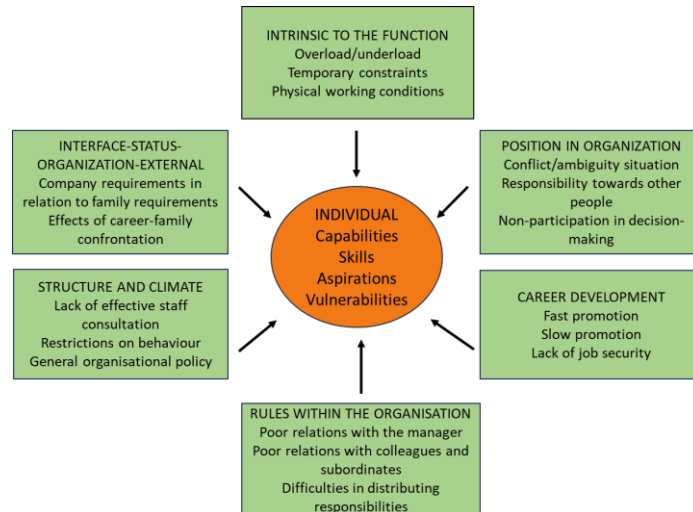 INTRINSIC TO THE FUNCTION
Overload/underload
Temporary constraints
Physical working conditions
INTERFACE-STATUS-
ORGANIZATION-EXTERNAL
Company requirements in
relation to family requirements
Effects of career-family
confrontation
POSITION IN ORGANIZATION
Conflict/ambiguity situation
Responsibility towards other
people
Non-participation in decision-
making
INDIVIDUAL
Capabilities
Skills
Aspirations
Vulnerabilities
STRUCTURE AND CLIMATE
Lack of effective staff
consultation
Restrictions on behaviour
General organisational policy
CAREER DEVELOPMENT
Fast promotion
Slow promotion
Lack of job security
RULES WITHIN THE ORGANISATION
Poor relations with the manager
Poor relations with colleagues and
subordinates
Difficulties in distributing
responsibilities